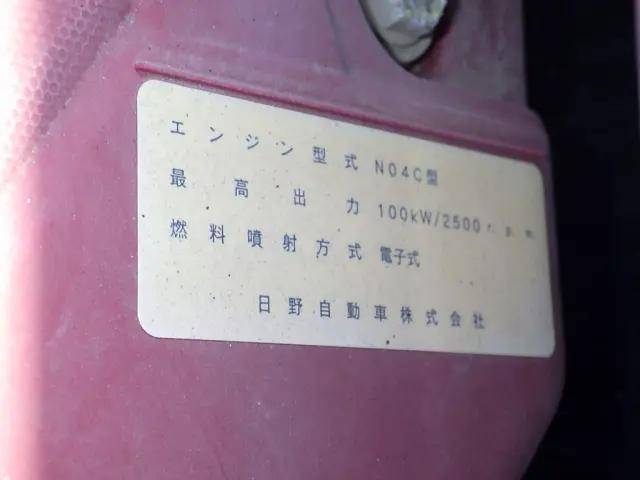 エンジン型式 N04C型
最高出力 100kW/2500r.p.m
燃料噴射方式 電子式
日野自動車株式会社